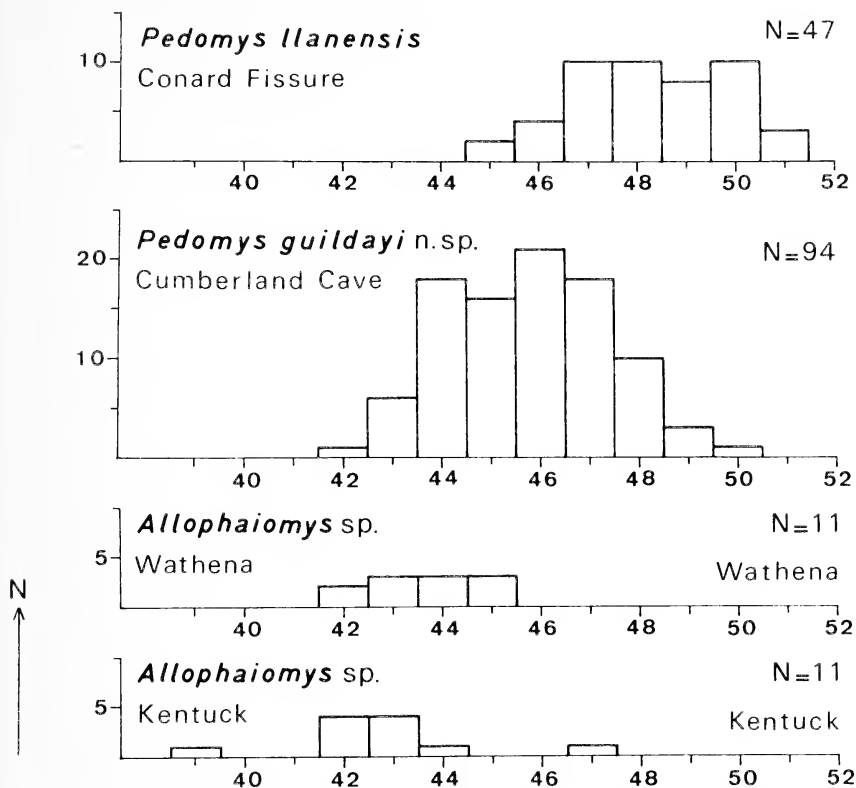 Pedomys llanensis N=47
Conard Fissure
10
40 42 44 46 48 50 52
Pedomys guildayi n.sp. N=94
Cumberland Cave
20
10
40 42 44 46 48 50 52
Allophaiomys sp. N=11
Wathena Wathena
5
40 42 44 46 48 50 52
N
Allophaiomys sp. N=11
Kentuck Kentuck
5
40 42 44 46 48 50 52